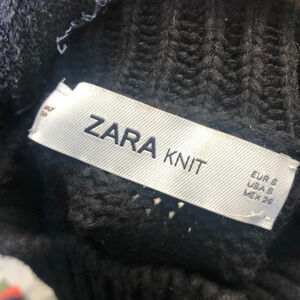 ZARA KNIT
EUR S
USA S
MEX 26